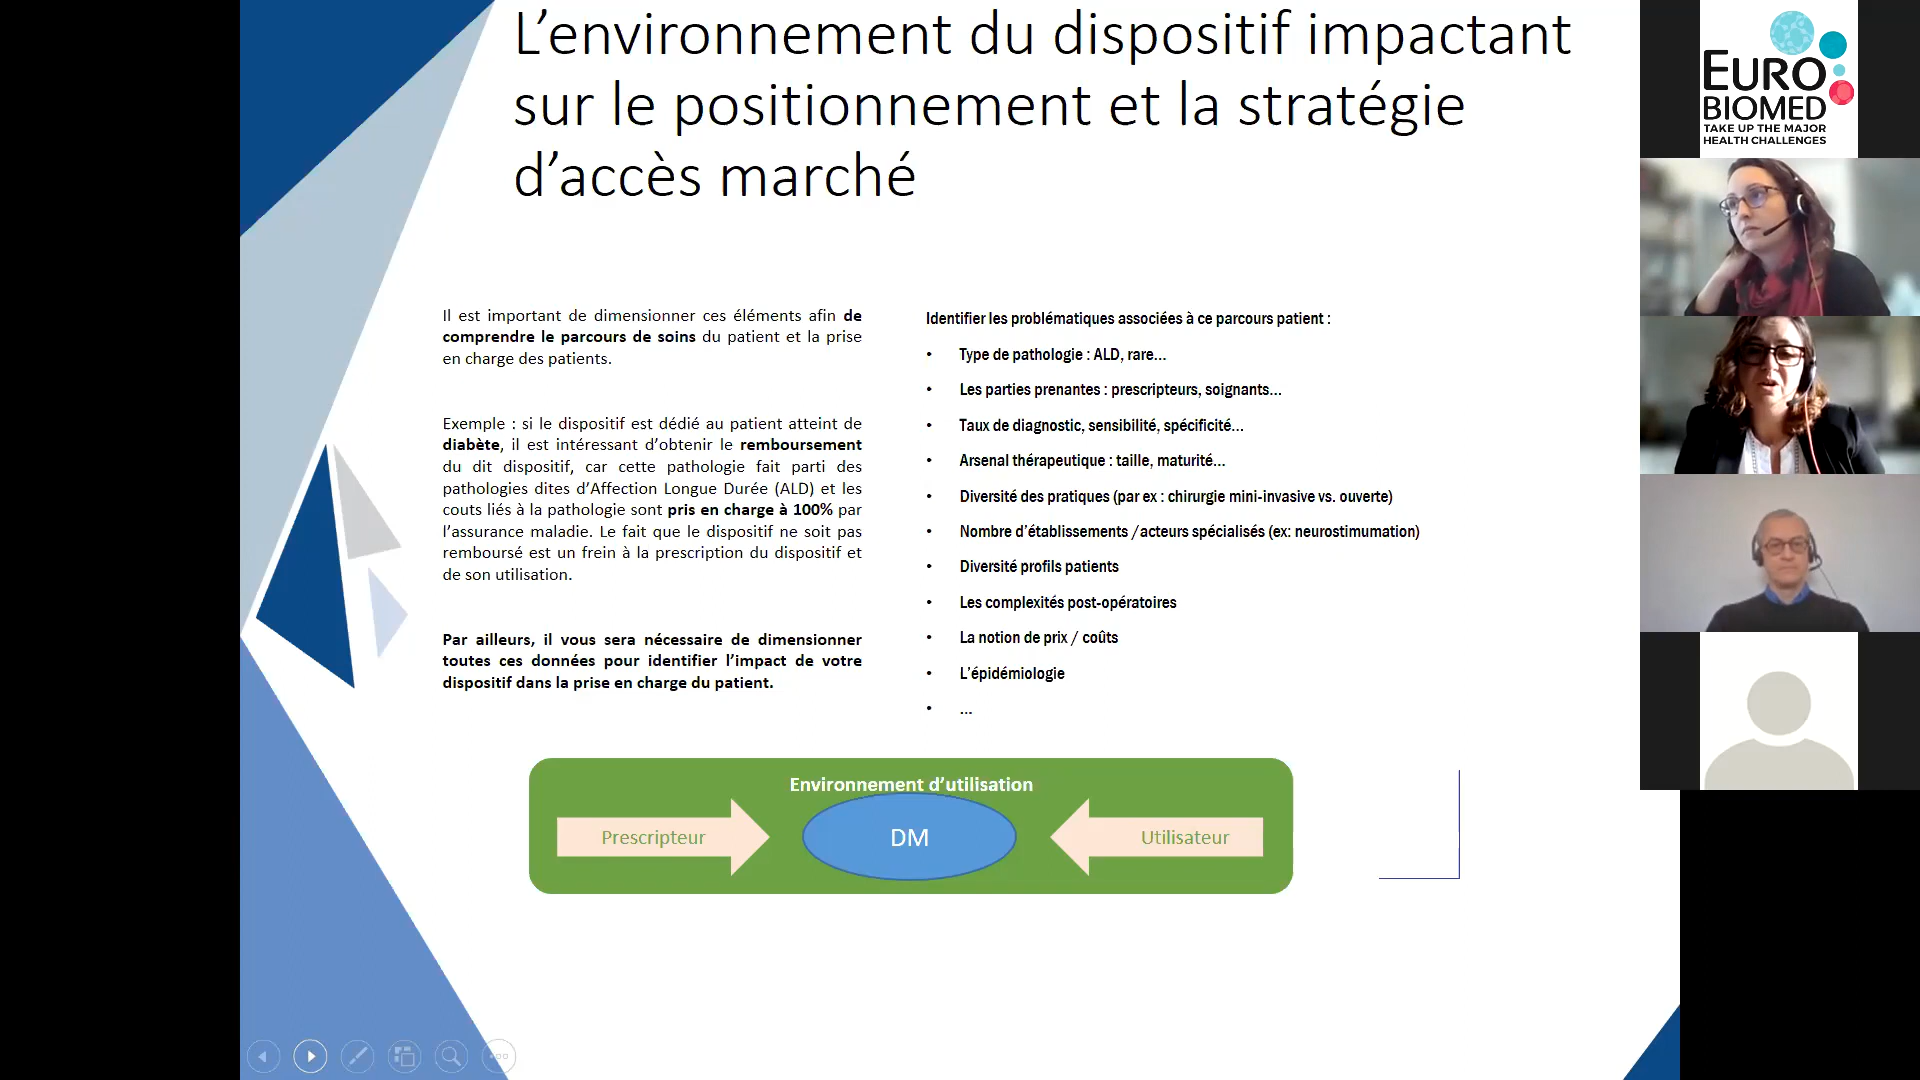 L’environnement du dispositif impactant
sur le positionnement et la stratégie
d’accès marché
Il est important de dimensionner ces éléments afin de
comprendre le parcours de soins du patient et la prise
en charge des patients.
Exemple : si le dispositif est dédié au patient atteint de
diabète, il est intéressant d’obtenir le remboursement
du dit dispositif, car cette pathologie fait parti des
pathologies dites d’Affection Longue Durée (ALD) et les
couts liés à la pathologie sont pris en charge à 100% par
l’assurance maladie. Le fait que le dispositif ne soit pas
remboursé est un frein à la prescription du dispositif et
de son utilisation.
Par ailleurs, il vous sera nécessaire de dimensionner
toutes ces données pour identifier l’impact de votre
dispositif dans la prise en charge du patient.
Identifier les problématiques associées à ce parcours patient :
• Type de pathologie : ALD, rare...
• Les parties prenantes : prescripteurs, soignants...
• Taux de diagnostic, sensibilité, spécificité...
• Arsenal thérapeutique : taille, maturité...
• Diversité des pratiques (par ex : chirurgie mini-invasive vs. ouverte)
• Nombre d’établissements /acteurs spécialisés (ex: neurostimumation)
• Diversité profils patients
• Les complexités post-opératoires
• La notion de prix / coûts
• L’épidémiologie
• ...
Environnement d’utilisation
Prescripteur
DM
Utilisateur
EURO
BIOMED
TAKE UP THE MAJOR
HEALTH CHALLENGES